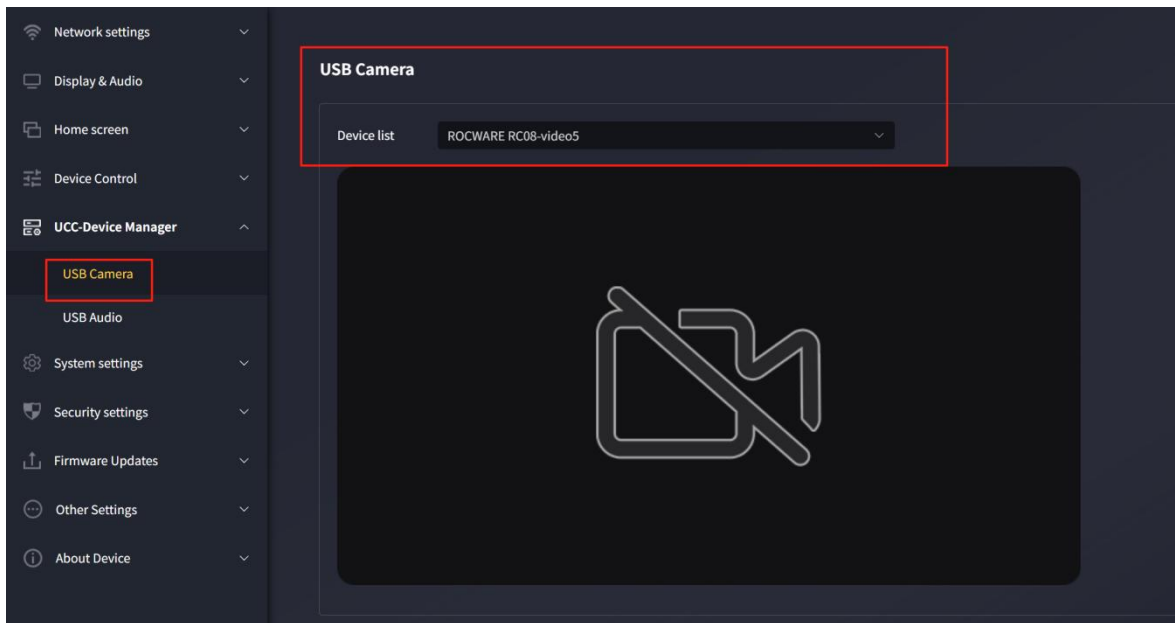 Network settings
Display & Audio
Home screen
Device Control
UCC-Device Manager
USB Camera
USB Audio
System settings
Security settings
Firmware Updates
Other Settings
About Device
USB Camera
Device list
ROCWARE RC08-video5